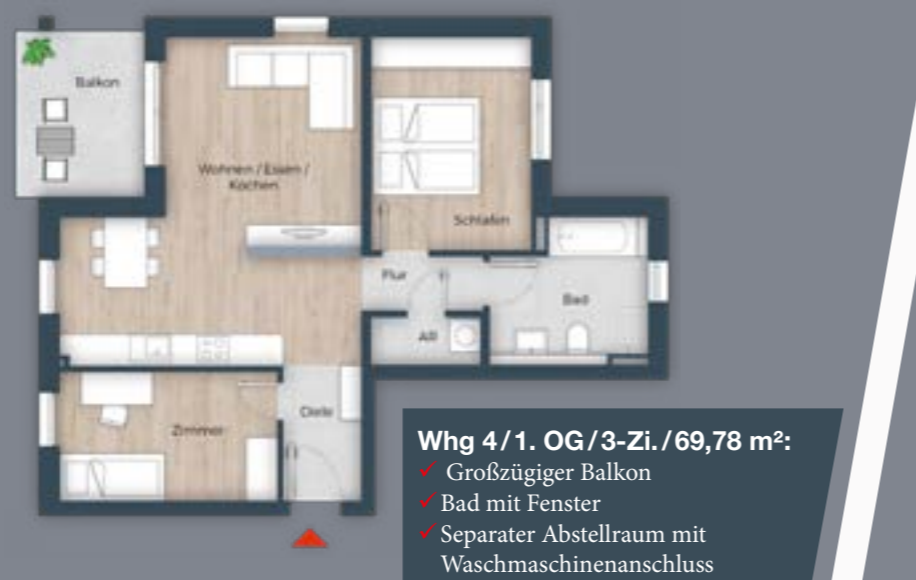 Balkon
Wohnen / Essen /
Kochen
Schlafen
Flur
Bad
AR
Diele
Zimmer
Whg 4 / 1. OG / 3-Zi. / 69,78 m²:
✓ Großzügiger Balkon
✓ Bad mit Fenster
✓ Separater Abstellraum mit
Waschmaschinenanschluss